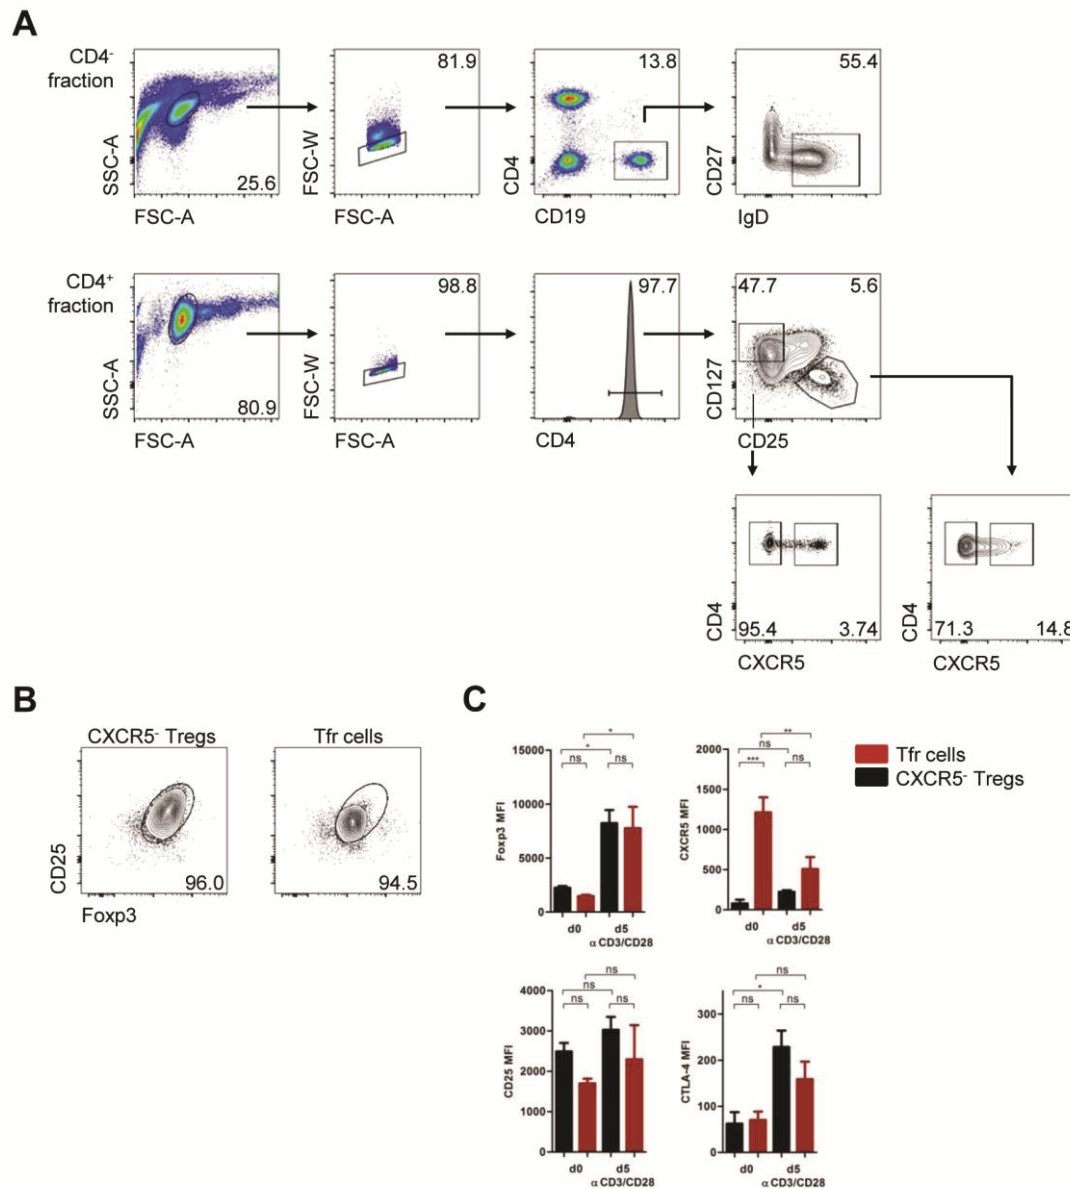 A
CD4- fraction
SSC-A
25.6
FSC-A
FSC-W
81.9
FSC-A
CD4
13.8
CD19
CD27
55.4
IgD
CD4+ fraction
SSC-A
80.9
FSC-A
FSC-W
98.8
FSC-A
97.7
CD4
47.7 5.6
CD127
CD25
CD4
95.4 3.74
CXCR5
CD4
71.3 14.8
CXCR5
B
CXCR5- Tregs
Tfr cells
CD25
96.0
94.5
Foxp3
C
Foxp3 MFI
15000
10000
5000
0
*
*
ns ns
d0 d5
α CD3/CD28
CXCR5 MFI
2000
1500
1000
500
0
**
ns
*** ns
d0 d5
α CD3/CD28
Tfr cells
CXCR5- Tregs
CD25 MFI
4000
3000
2000
1000
0
ns
ns
ns ns
d0 d5
α CD3/CD28
CTLA-4 MFI
300
200
100
0
ns
*
ns ns
d0 d5
α CD3/CD28